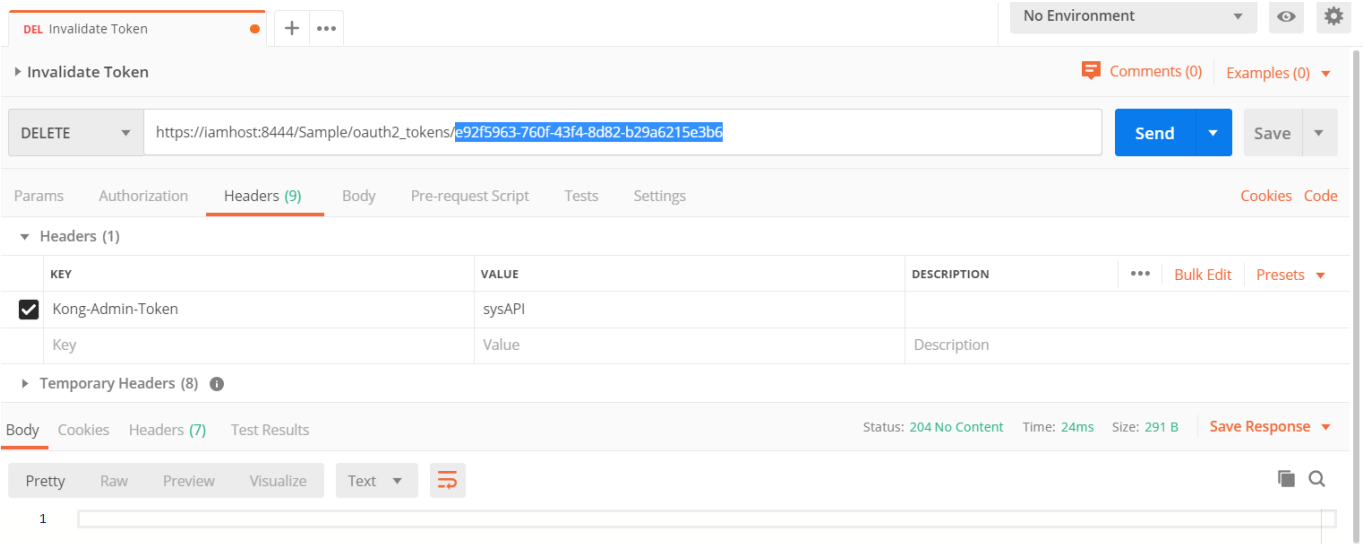 DEL Invalidate Token + ••• No Environment
Invalidate Token Comments (0) Examples (0)
DELETE https://iamhost:8444/Sample/oauth2_tokens/e92f5963-760f-43f4-8d82-b29a6215e3b6 Send Save
Params Authorization Headers (9) Body Pre-request Script Tests Settings Cookies Code
Headers (1)
KEY VALUE DESCRIPTION ••• Bulk Edit Presets
Kong-Admin-Token sysAPI
Key Value Description
Temporary Headers (8) i
Body Cookies Headers (7) Test Results Status: 204 No Content Time: 24ms Size: 291 B Save Response
Pretty Raw Preview Visualize Text
1